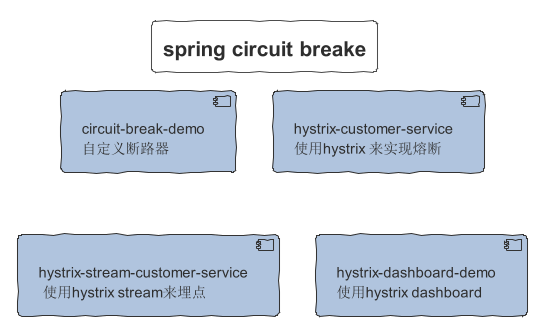 spring circuit breake
circuit-break-demo
自定义断路器
hystrix-customer-service
使用hystrix 来实现熔断
hystrix-stream-customer-service
使用hystrix stream来埋点
hystrix-dashboard-demo
使用hystrix dashboard